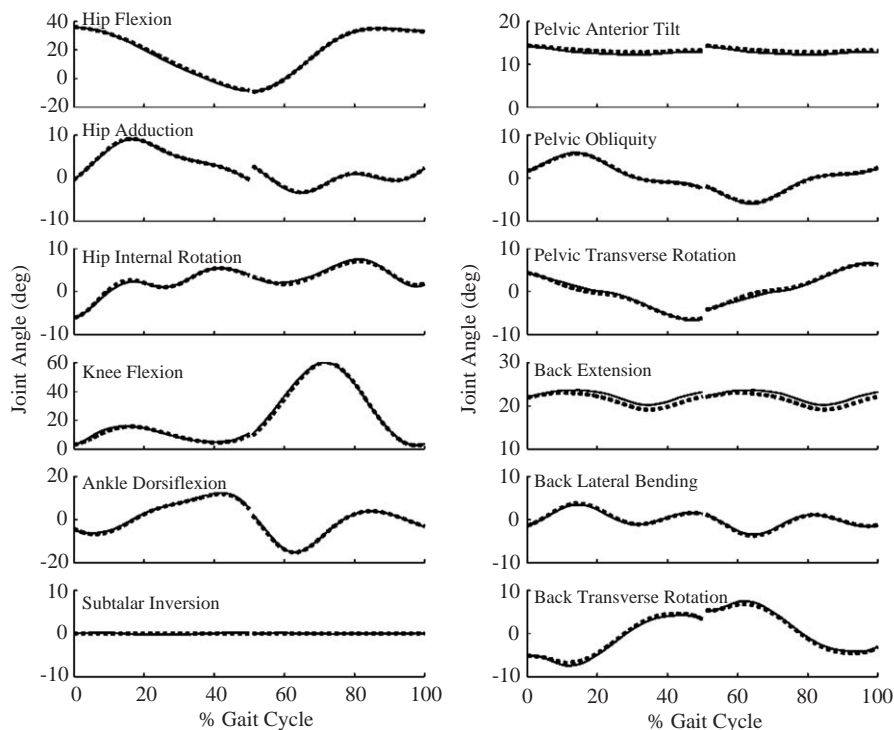 Hip Flexion
40
20
0
-20
Hip Adduction
10
0
-10
Hip Internal Rotation
10
0
-10
Knee Flexion
60
40
20
0
Ankle Dorsiflexion
20
0
-20
Subtalar Inversion
10
0
-10
0 20 40 60 80 100
% Gait Cycle
Joint Angle (deg)
Pelvic Anterior Tilt
20
10
0
Pelvic Obliquity
10
0
-10
Pelvic Transverse Rotation
10
0
-10
Back Extension
30
20
10
Back Lateral Bending
10
0
-10
Back Transverse Rotation
10
0
-10
0 20 40 60 80 100
% Gait Cycle
Joint Angle (deg)